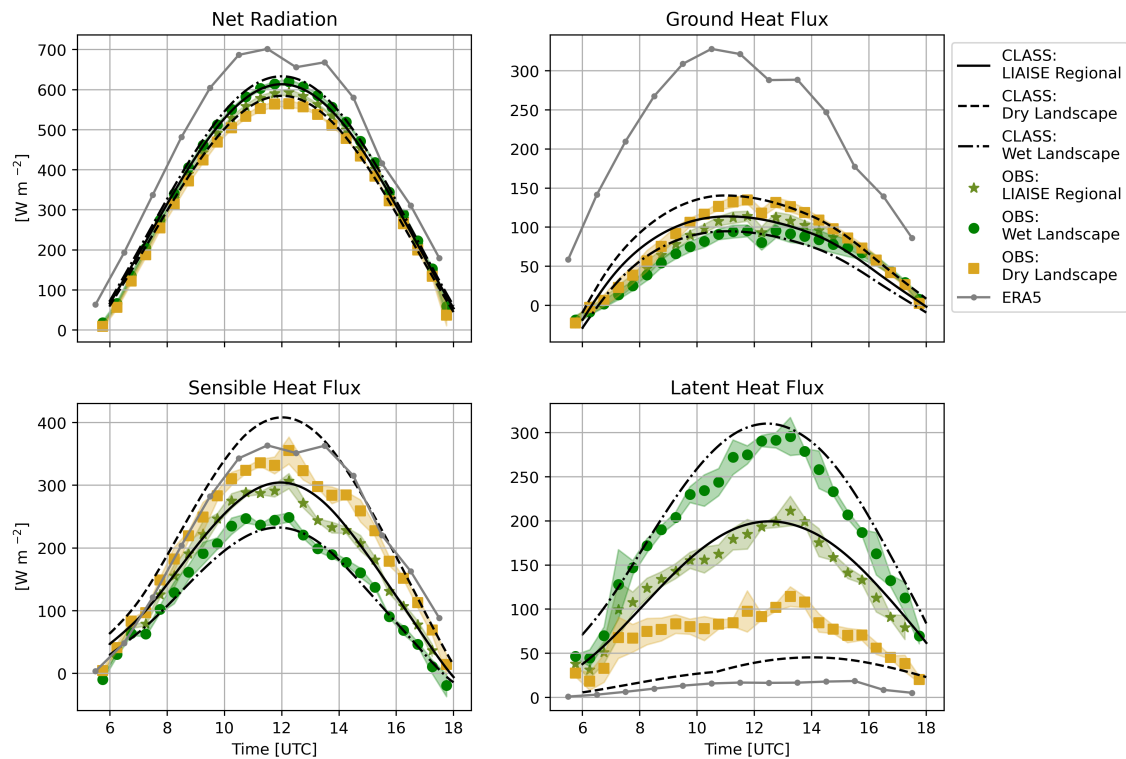 Net Radiation
Ground Heat Flux
700
600
500
400
300
200
100
0
[W m⁻²]
300
250
200
150
100
50
0
CLASS:
LIAISE Regional
CLASS:
Dry Landscape
CLASS:
Wet Landscape
OBS:
LIAISE Regional
OBS:
Wet Landscape
OBS:
Dry Landscape
ERA5
Sensible Heat Flux
Latent Heat Flux
400
300
200
100
0
[W m⁻²]
300
250
200
150
100
50
0
6 8 10 12 14 16 18
6 8 10 12 14 16 18
Time [UTC]
Time [UTC]